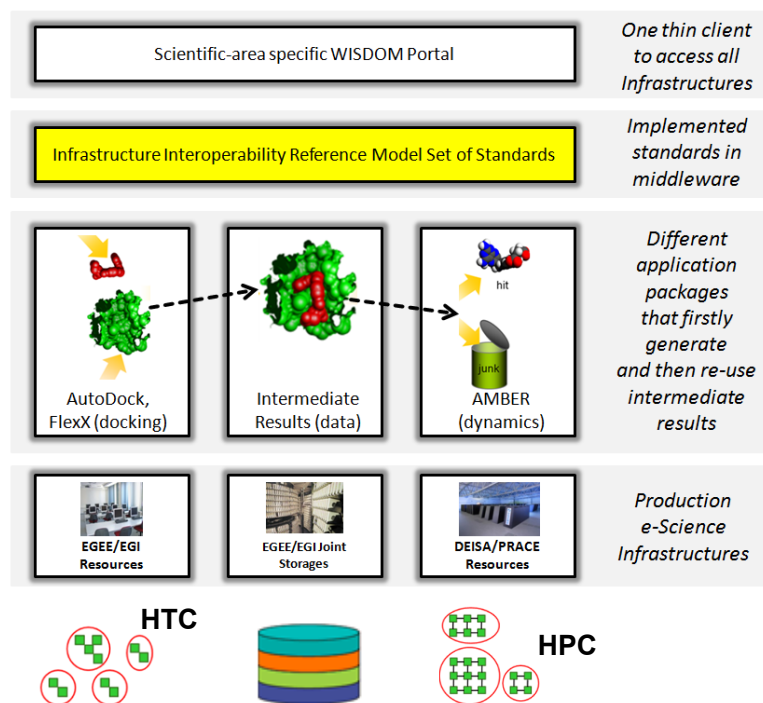 Scientific-area specific WISDOM Portal
One thin client
to access all
Infrastructures
Infrastructure Interoperability Reference Model Set of Standards
Implemented
standards in
middleware
hit
junk
AutoDock,
FlexX (docking)
Intermediate
Results (data)
AMBER
(dynamics)
Different
application
packages
that firstly
generate
and then re-use
intermediate
results
EGEE/EGI
Resources
EGEE/EGI Joint
Storages
DEISA/PRACE
Resources
Production
e-Science
Infrastructures
HTC
HPC